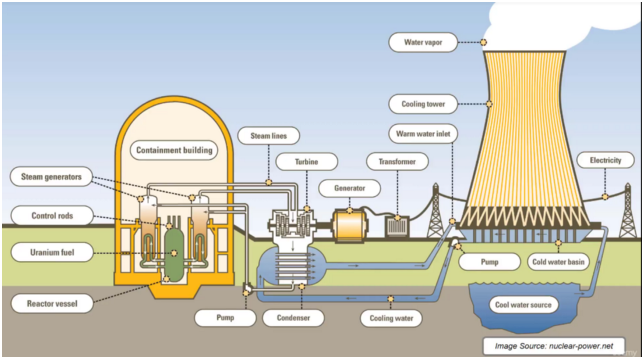 Water vapor
Cooling tower
Warm water inlet
Steam lines
Containment building
Turbine
Transformer
Electricity
Steam generators
Generator
Control rods
Uranium fuel
Pump
Cold water basin
Reactor vessel
Pump
Condenser
Cooling water
Cool water source
Image Source: nuclear-power.net